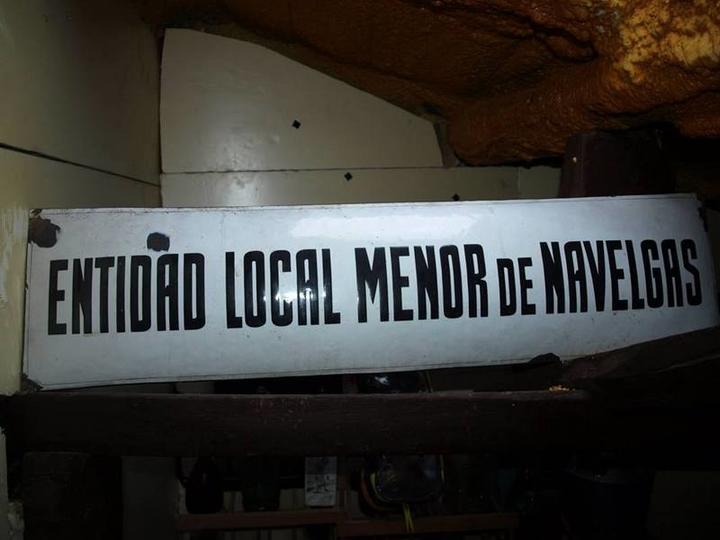 ENTIDAD LOCAL MENOR DE NAVELGAS